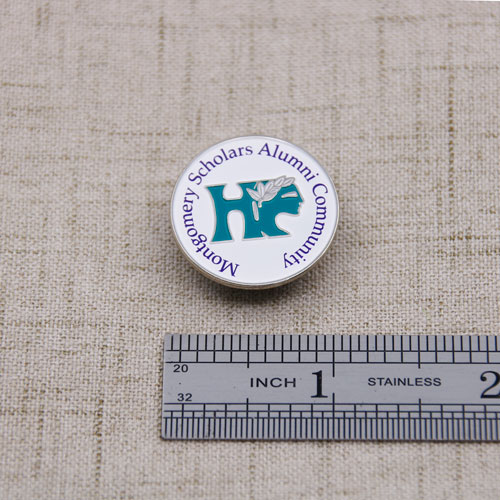 Montgomery Scholars Alumni Community
H
20
32
INCH 1 STAINLESS 2